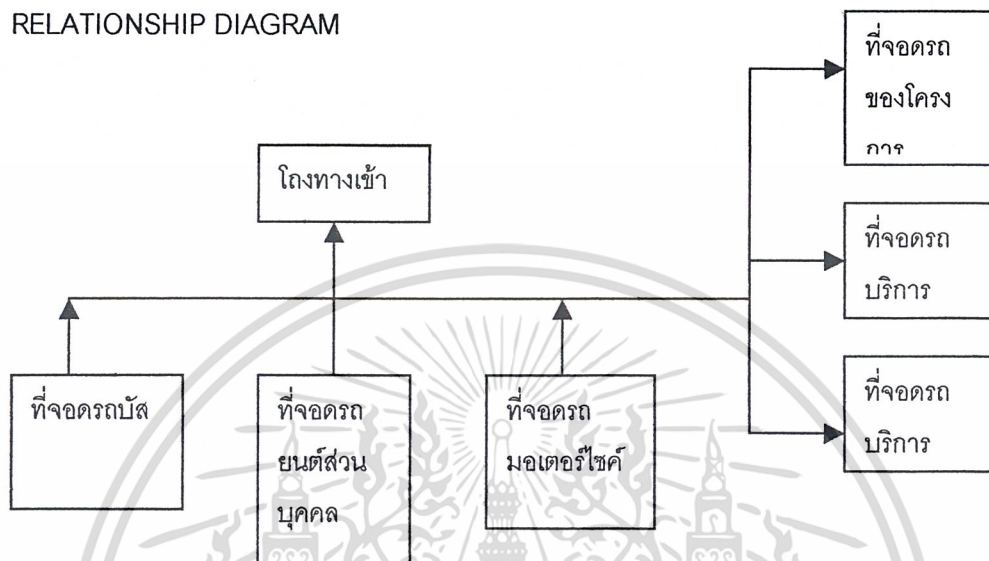 RELATIONSHIP DIAGRAM
ที่จอดรถ
ของโครง
การ
โถงทางเข้า
ที่จอดรถ
บริการ
ที่จอดรถ
บริการ
ที่จอดรถบัส
ที่จอดรถ
ยนต์ส่วน
บุคคล
ที่จอดรถ
มอเตอร์ไซค์